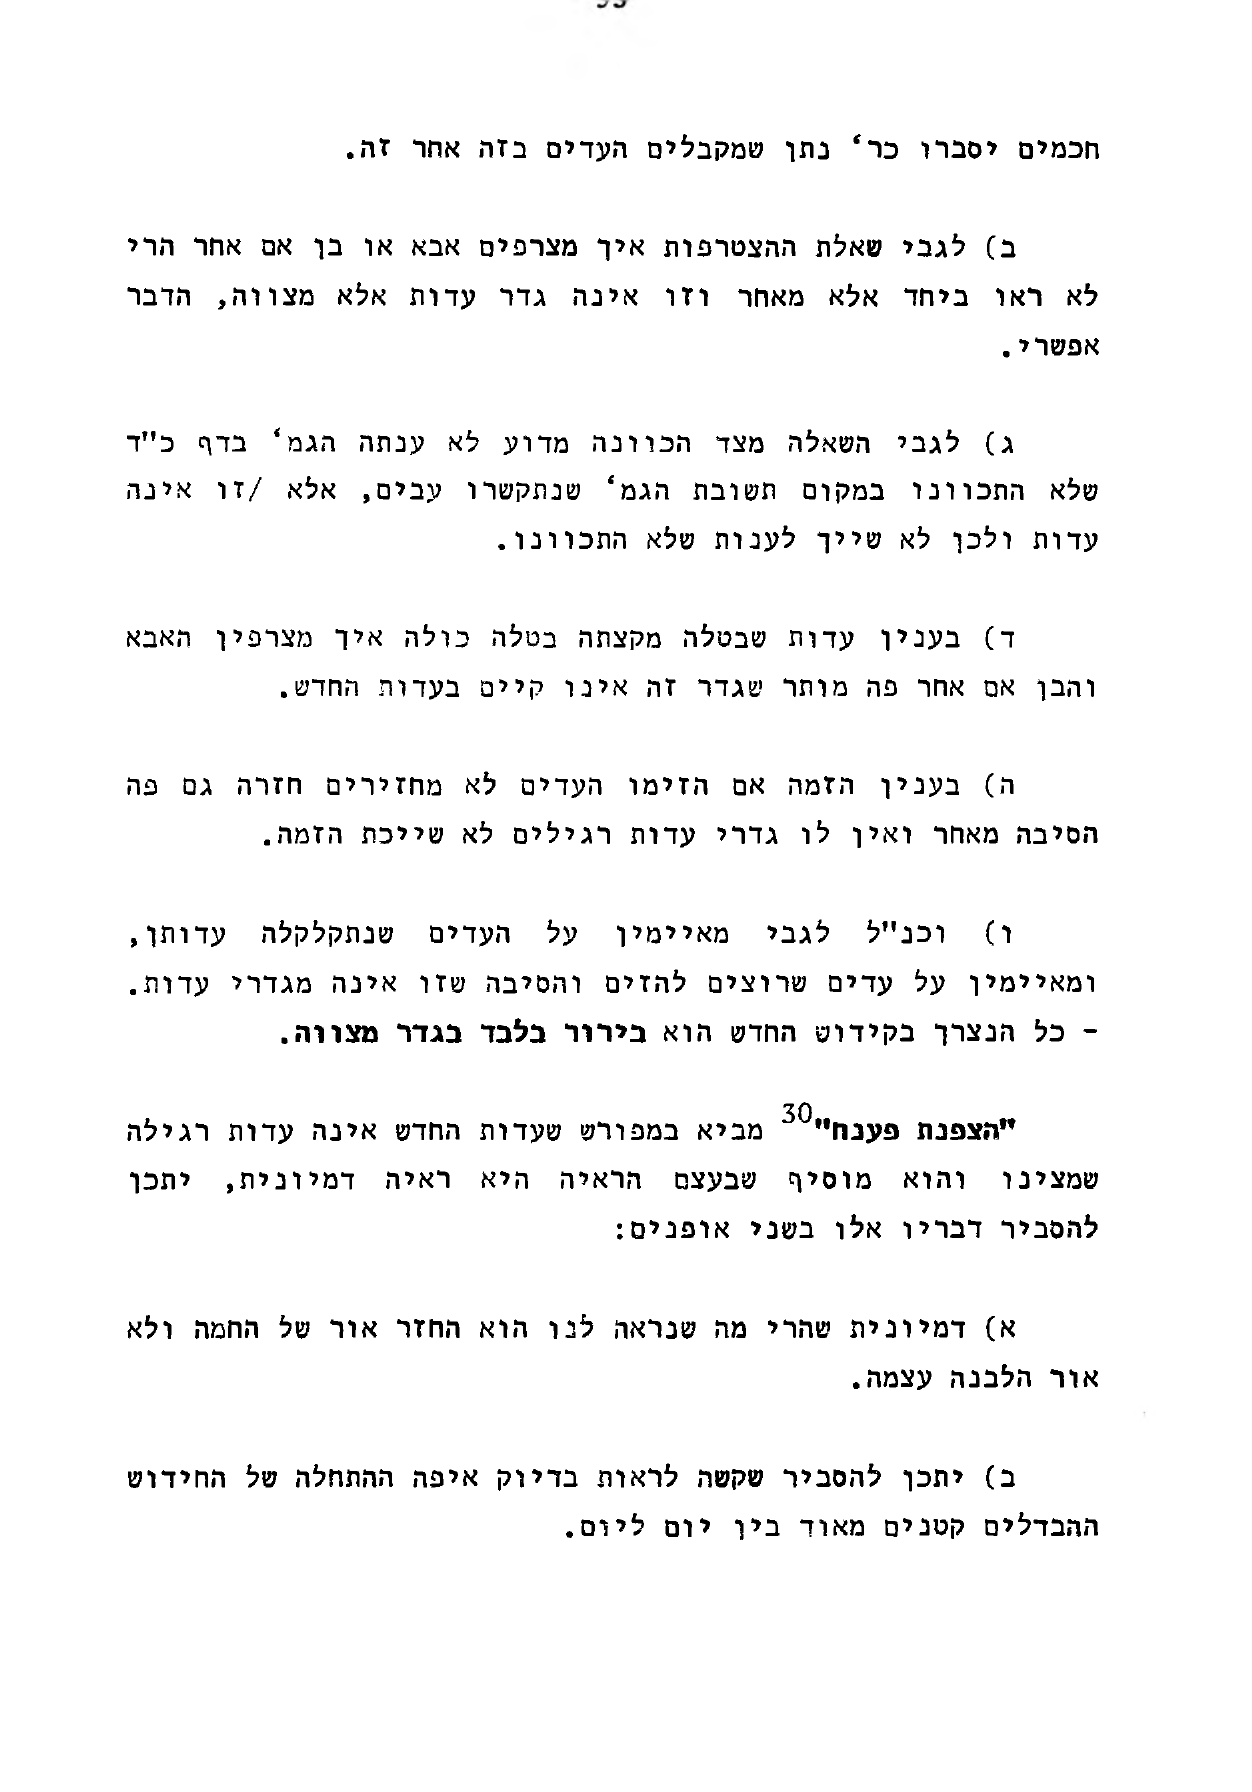 חכמים יסברו כר' נתן שמקבלים העדים בזה אחר זה.
ב) לגבי שאלת ההצטרפות איך מצרפים אבא או בן אם אחר הרי
לא ראו ביחד אלא מאחר וזו אינה גדר עדות אלא מצווה, הדבר
אפשרי.
ג) לגבי השאלה מצד הכוונה מדוע לא ענתה הגמ' בדף כ"ד
שלא התכוונו במקום תשובת הגמ' שנתקשרו עבים, אלא /זו אינה
עדות ולכן לא שייך לענות שלא התכוונו.
ד) בענין עדות שבטלה מקצתה בטלה כולה איך מצרפין האבא
והבן אם אחר פה מותר שגדר זה אינו קיים בעדות החדש.
ה) בענין הזמה אם הזימו העדים לא מחזירים חזרה גם פה
הסיבה מאחר ואין לו גדרי עדות רגילים לא שייכת הזמה.
ו) וכנ"ל לגבי מאיימין על העדים שנתקלקלה עדותן,
ומאיימין על עדים שרוצים להזים והסיבה שזו אינה מגדרי עדות.
- כל הנצרך בקידוש החדש הוא בירור בלבד בגדר מצווה.
"הצפנת פענח"30 מביא במפורש שעדות החדש אינה עדות רגילה
שמצינו והוא מוסיף שבעצם הראיה היא ראיה דמיונית, יתכן
להסביר דבריו אלו בשני אופנים:
א) דמיונית שהרי מה שנראה לנו הוא החזר אור של החמה ולא
אור הלבנה עצמה.
ב) יתכן להסביר שקשה לראות בדיוק איפה ההתחלה של החידוש
ההבדלים קטנים מאוד בין יום ליום.